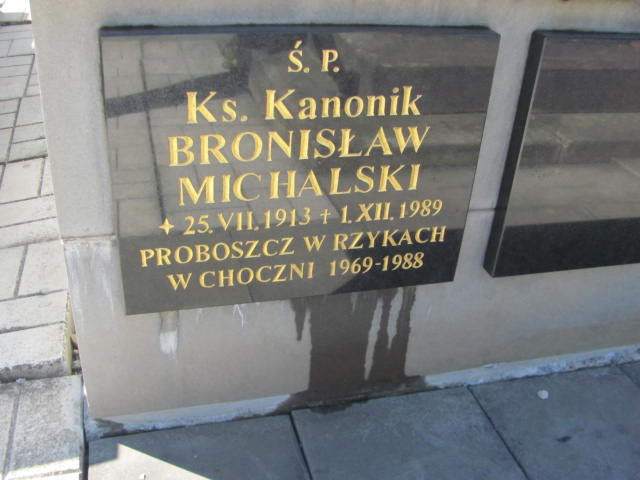 Ś. P.
Ks. Kanonik
BRONISŁAW
MICHALSKI
✦ 25. VII. 1913 + 1. XII. 1989
PROBOSZCZ W RZYKACH
W CHOCZNI 1969-1988